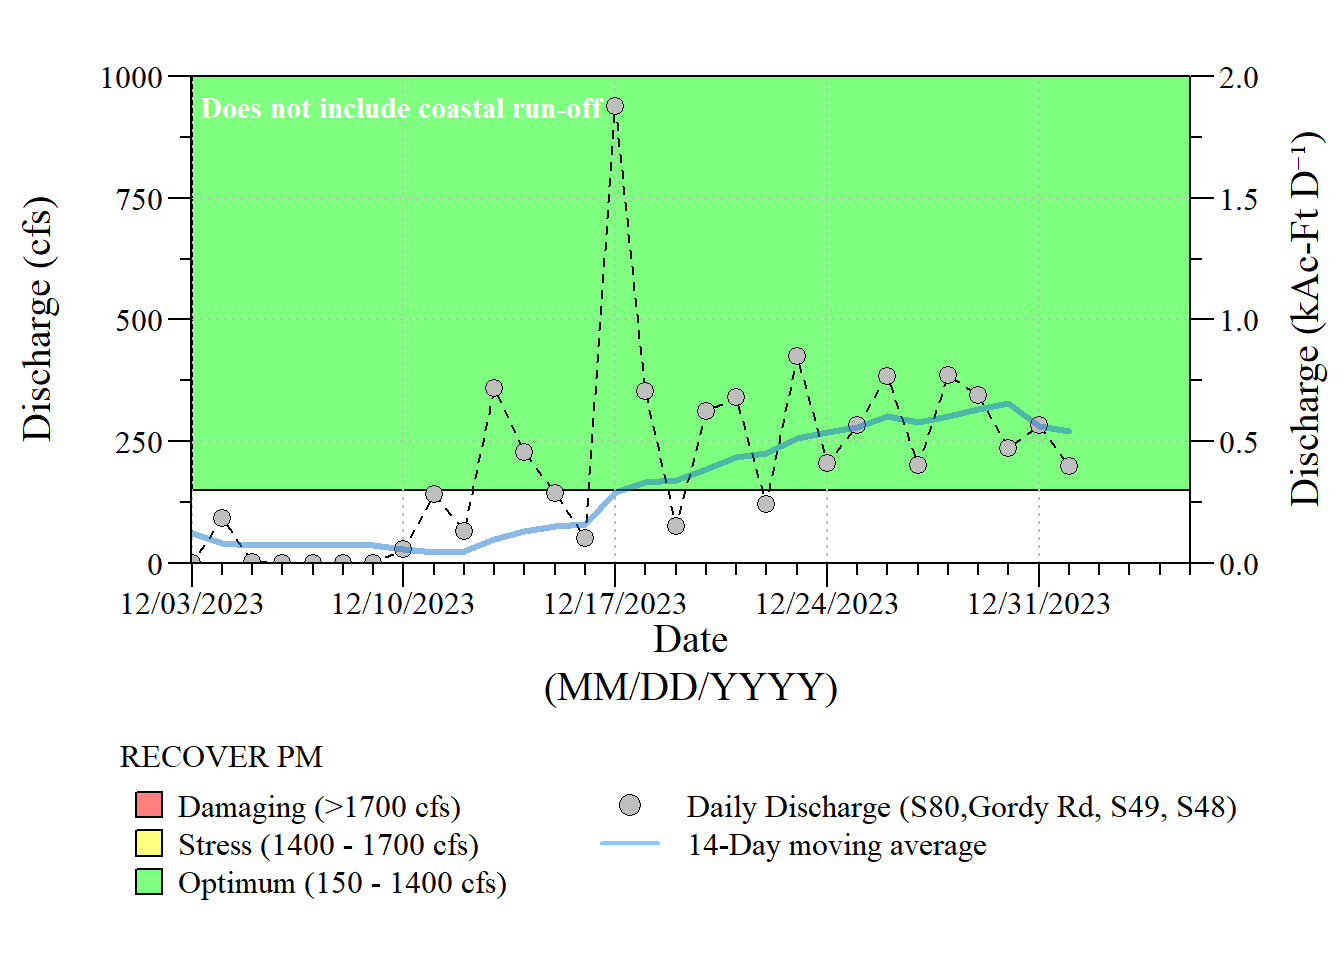 Does not include coastal run-off
1000
750
500
250
0
Discharge (cfs)
2.0
1.5
1.0
0.5
0.0
Discharge (kAc-Ft D⁻¹)
12/03/2023
12/10/2023
12/17/2023
12/24/2023
12/31/2023
Date
(MM/DD/YYYY)
RECOVER PM
Damaging (>1700 cfs)
Stress (1400 - 1700 cfs)
Optimum (150 - 1400 cfs)
Daily Discharge (S80,Gordy Rd, S49, S48)
14-Day moving average